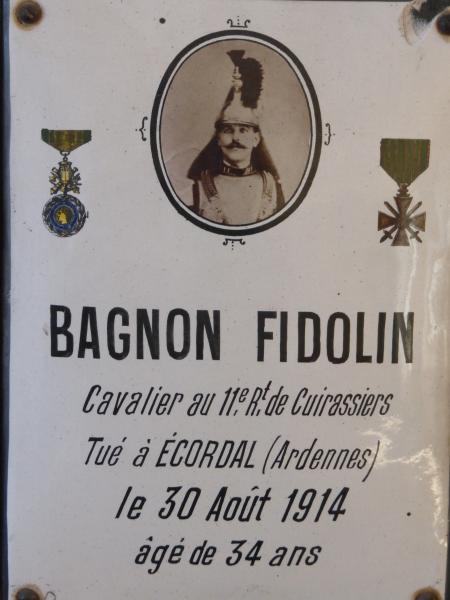 BAGNON FIDOLIN
Cavalier au 11e. Rt. de Cuirassiers
Tué à ÉCORDAL (Ardennes)
le 30 Août 1914
âgé de 34 ans